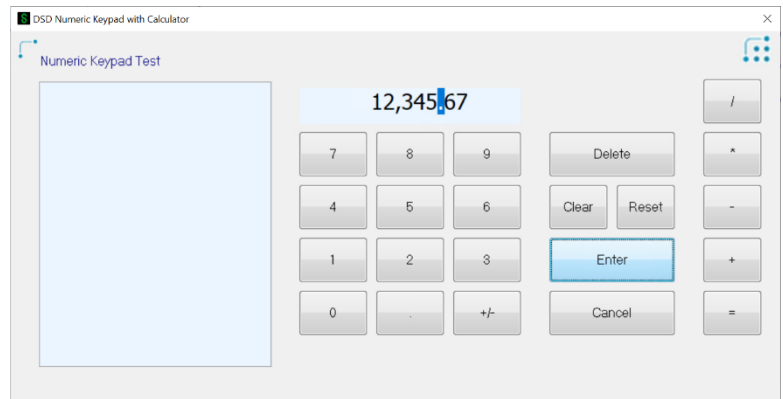 S DSD Numeric Keypad with Calculator
Numeric Keypad Test
12,345.67
/
7 8 9 Delete *
4 5 6 Clear Reset -
1 2 3 Enter +
0 . +/- Cancel =